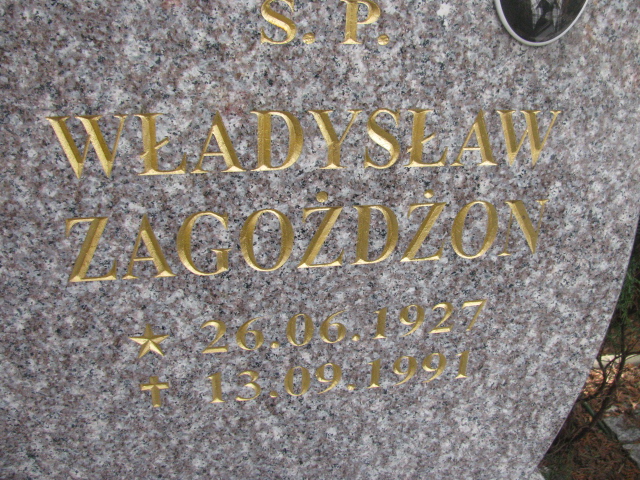 Ś. P.
WŁADYSŁAW
ZAGOŻDŻON
26.06.1927
13.09.1991